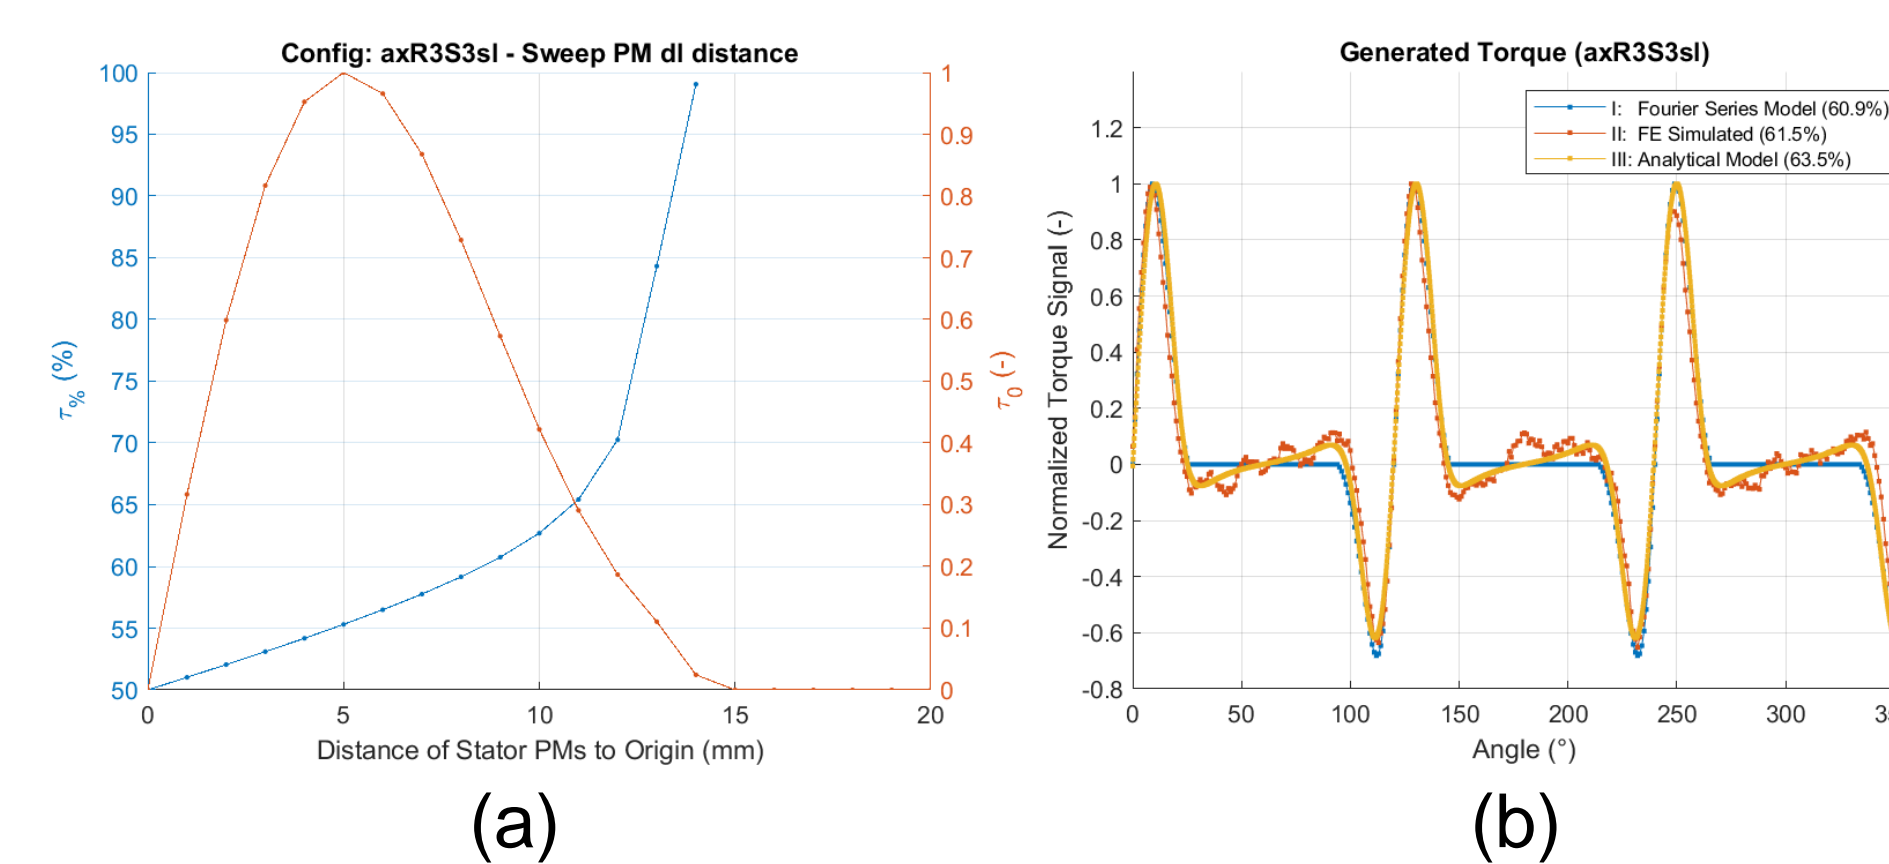 Config: axR3S3sl - Sweep PM dl distance
100
95
90
85
80
75
70
65
60
55
50
τ% (%)
1
0.9
0.8
0.7
0.6
0.5
0.4
0.3
0.2
0.1
0
τ0 (-)
0 5 10 15 20
Distance of Stator PMs to Origin (mm)
(a)
Generated Torque (axR3S3sl)
I: Fourier Series Model (60.9%)
II: FE Simulated (61.5%)
III: Analytical Model (63.5%)
1.2
1
0.8
0.6
0.4
0.2
0
-0.2
-0.4
-0.6
-0.8
Normalized Torque Signal (-)
0 50 100 150 200 250 300
Angle (°)
(b)